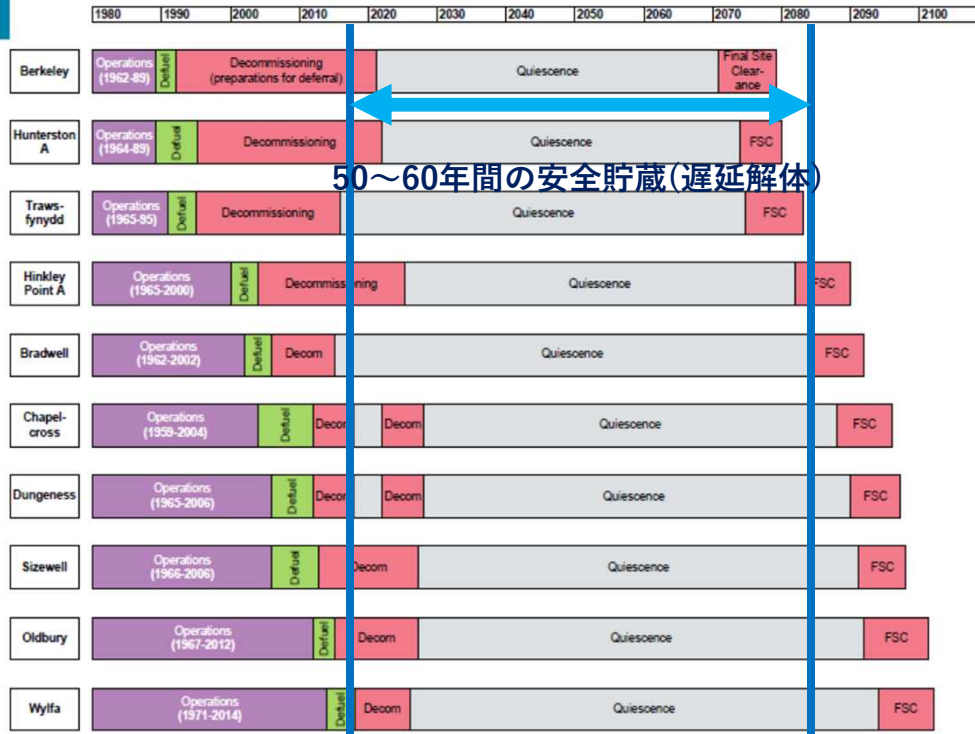 1980 1990 2000 2010 2020 2030 2040 2050 2060 2070 2080 2090 2100
Berkeley
Operations
(1962-89)
Defuel
Decommissioning
(preparations for deferral)
Quiescence
Final Site
Clear-
ance
Hunterston
A
Operations
(1964-89)
Defuel
Decommissioning
Quiescence
FSC
50～60年間の安全貯蔵(遅延解体)
Traws-
fynydd
Operations
(1965-95)
Defuel
Decommissioning
Quiescence
FSC
Hinkley
Point A
Operations
(1965-2000)
Defuel
Decommissioning
Quiescence
FSC
Bradwell
Operations
(1962-2002)
Defuel
Decom
Quiescence
FSC
Chapel-
cross
Operations
(1959-2004)
Defuel
Decom
Decom
Quiescence
FSC
Dungeness
Operations
(1965-2006)
Defuel
Decom
Decom
Quiescence
FSC
Sizewell
Operations
(1966-2006)
Defuel
Decom
Quiescence
FSC
Oldbury
Operations
(1967-2012)
Defuel
Decom
Quiescence
FSC
Wylfa
Operations
(1971-2014)
Defuel
Decom
Quiescence
FSC